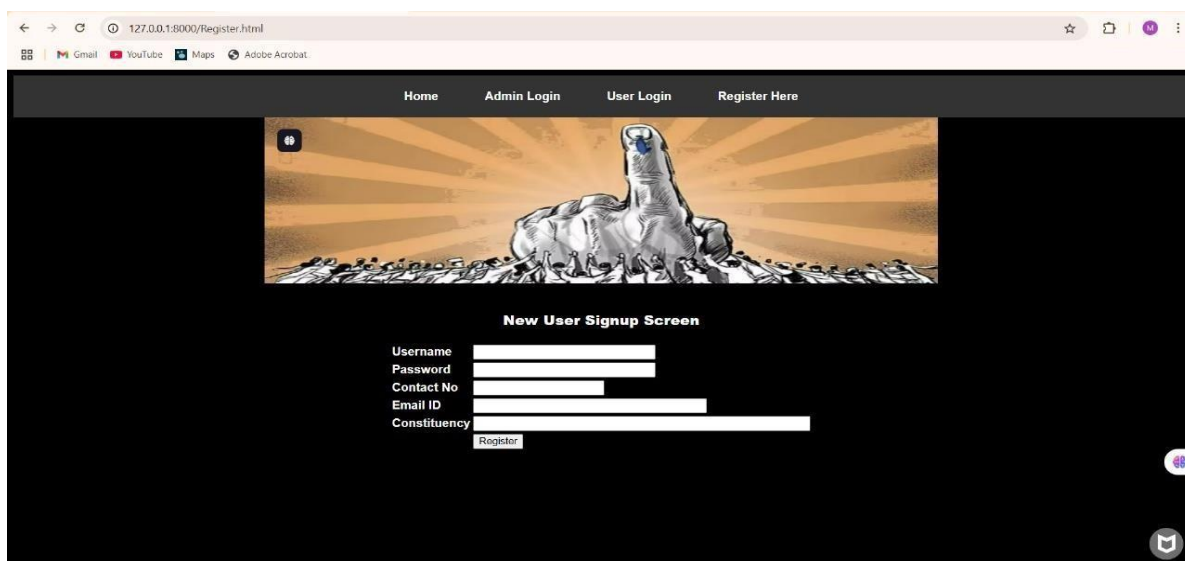 127.0.0.1:8000/Register.html
M
Gmail YouTube Maps Adobe Acrobat
Home Admin Login User Login Register Here
New User Signup Screen
Username
Password
Contact No
Email ID
Constituency
Register